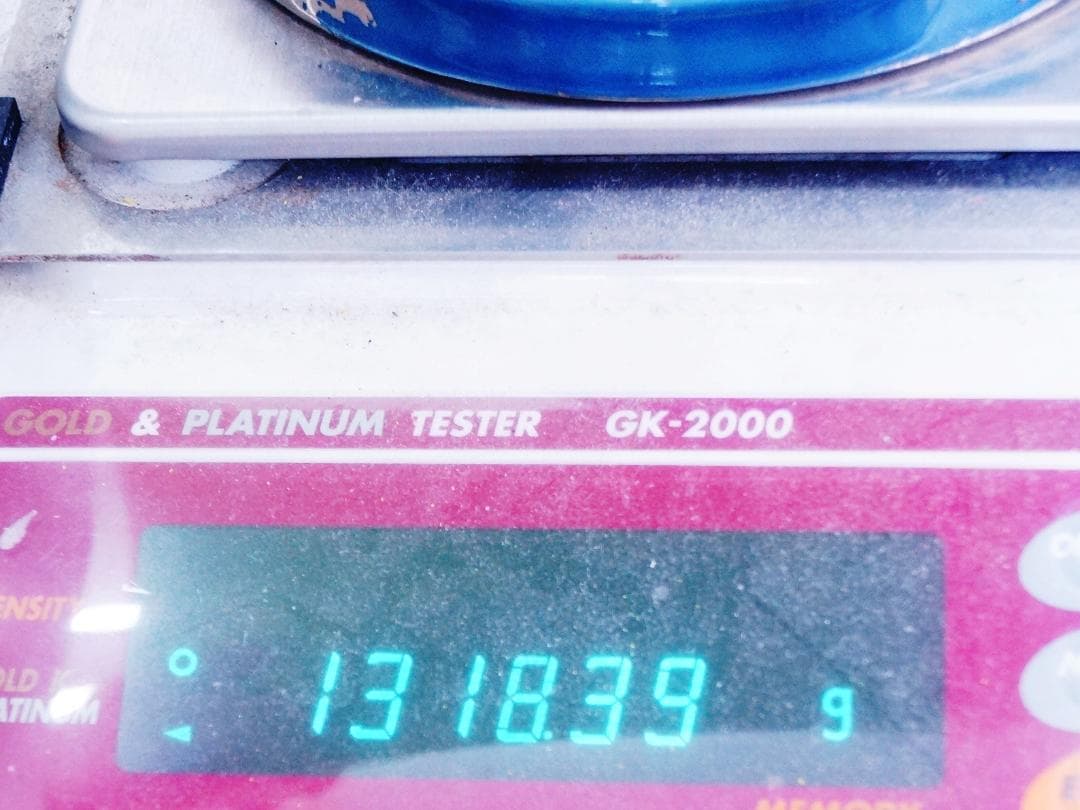 GOLD & PLATINUM TESTER GK-2000
1318.39 g